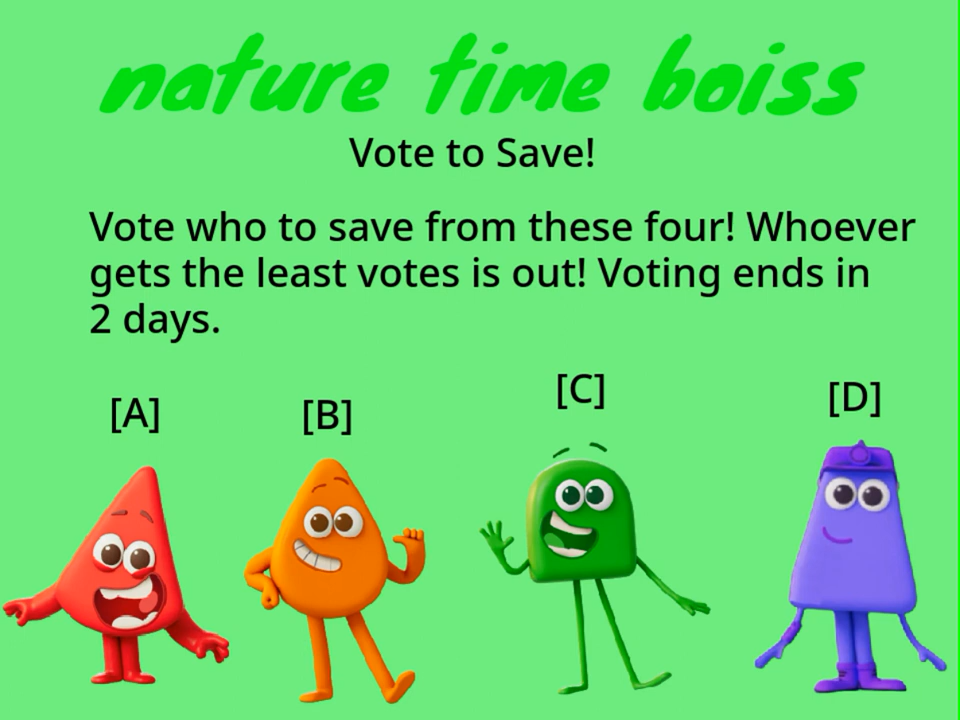 nature time boiss
Vote to Save!
Vote who to save from these four! Whoever
gets the least votes is out! Voting ends in
2 days.
[A] [B] [C] [D]